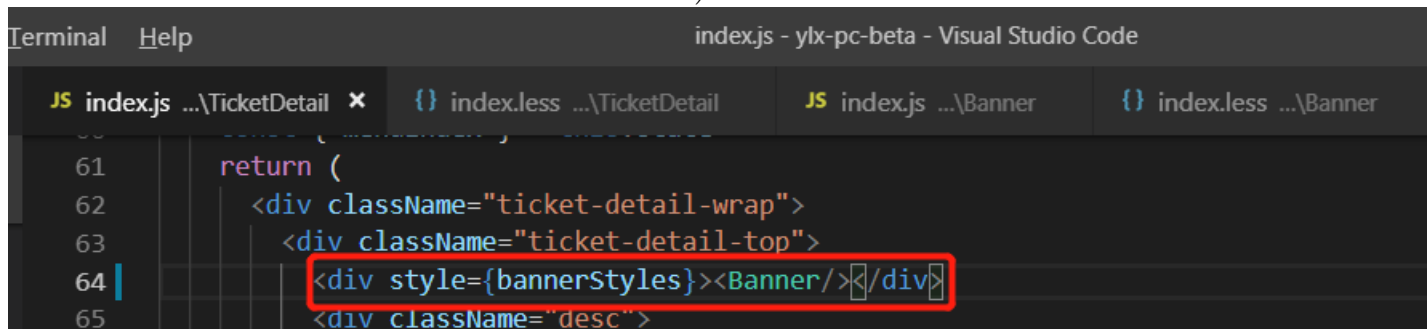 Terminal Help index.js - ylx-pc-beta - Visual Studio Code
JS index.js ...\TicketDetail × {} index.less ...\TicketDetail JS index.js ...\Banner {} index.less ...\Banner
61 return (
62 <div className="ticket-detail-wrap">
63 <div className="ticket-detail-top">
64 <div style={bannerStyles}><Banner/></div>
65 <div className="desc">